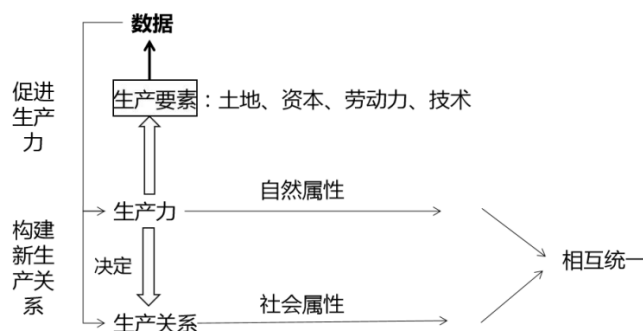 数据
促进
生产
力
生产要素：土地、资本、劳动力、技术
自然属性
生产力
构建
新生
产关
系
决定
相互统一
社会属性
生产关系